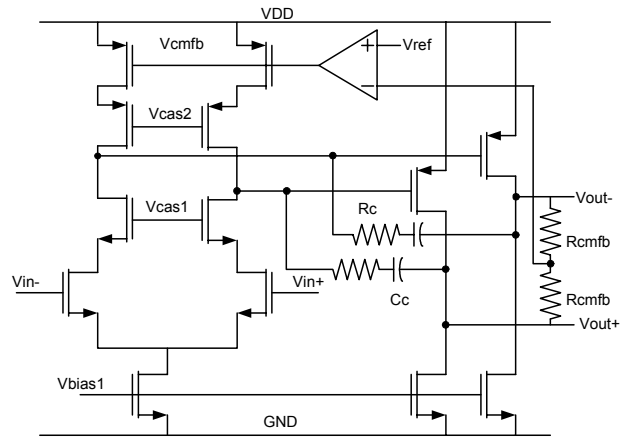 VDD
Vcmfb
+
Vref
−
Vcas2
Vcas1
Rc
Vout-
Rcmfb
Vin-
Vin+
Cc
Rcmfb
Vout+
Vbias1
GND